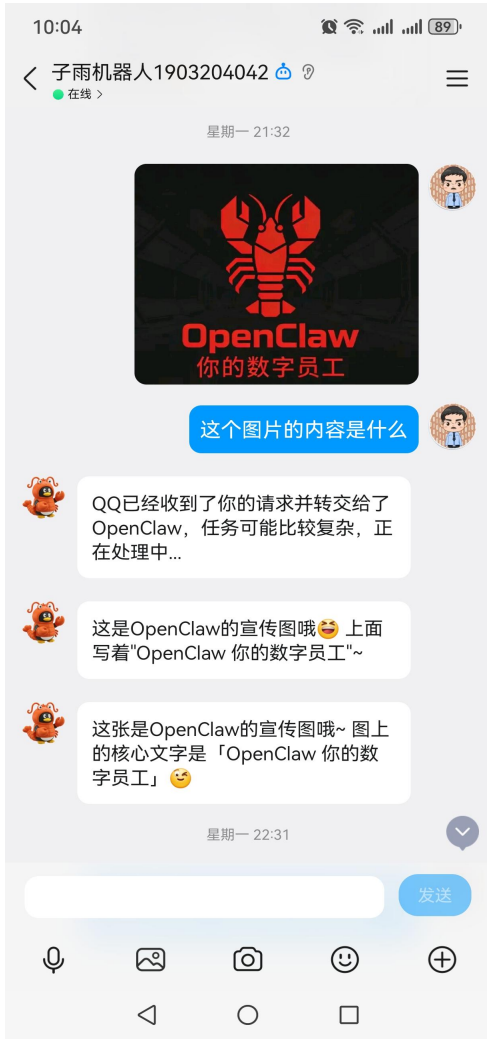 10:04
89
子雨机器人1903204042
在线
星期一 21:32
OpenClaw
你的数字员工
这个图片的内容是什么
QQ已经收到了你的请求并转交给了
OpenClaw，任务可能比较复杂，正
在处理中...
这是OpenClaw的宣传图哦😆 上面
写着"OpenClaw 你的数字员工"~
这张是OpenClaw的宣传图哦~ 图上
的核心文字是「OpenClaw 你的数
字员工」😉
星期一 22:31
发送